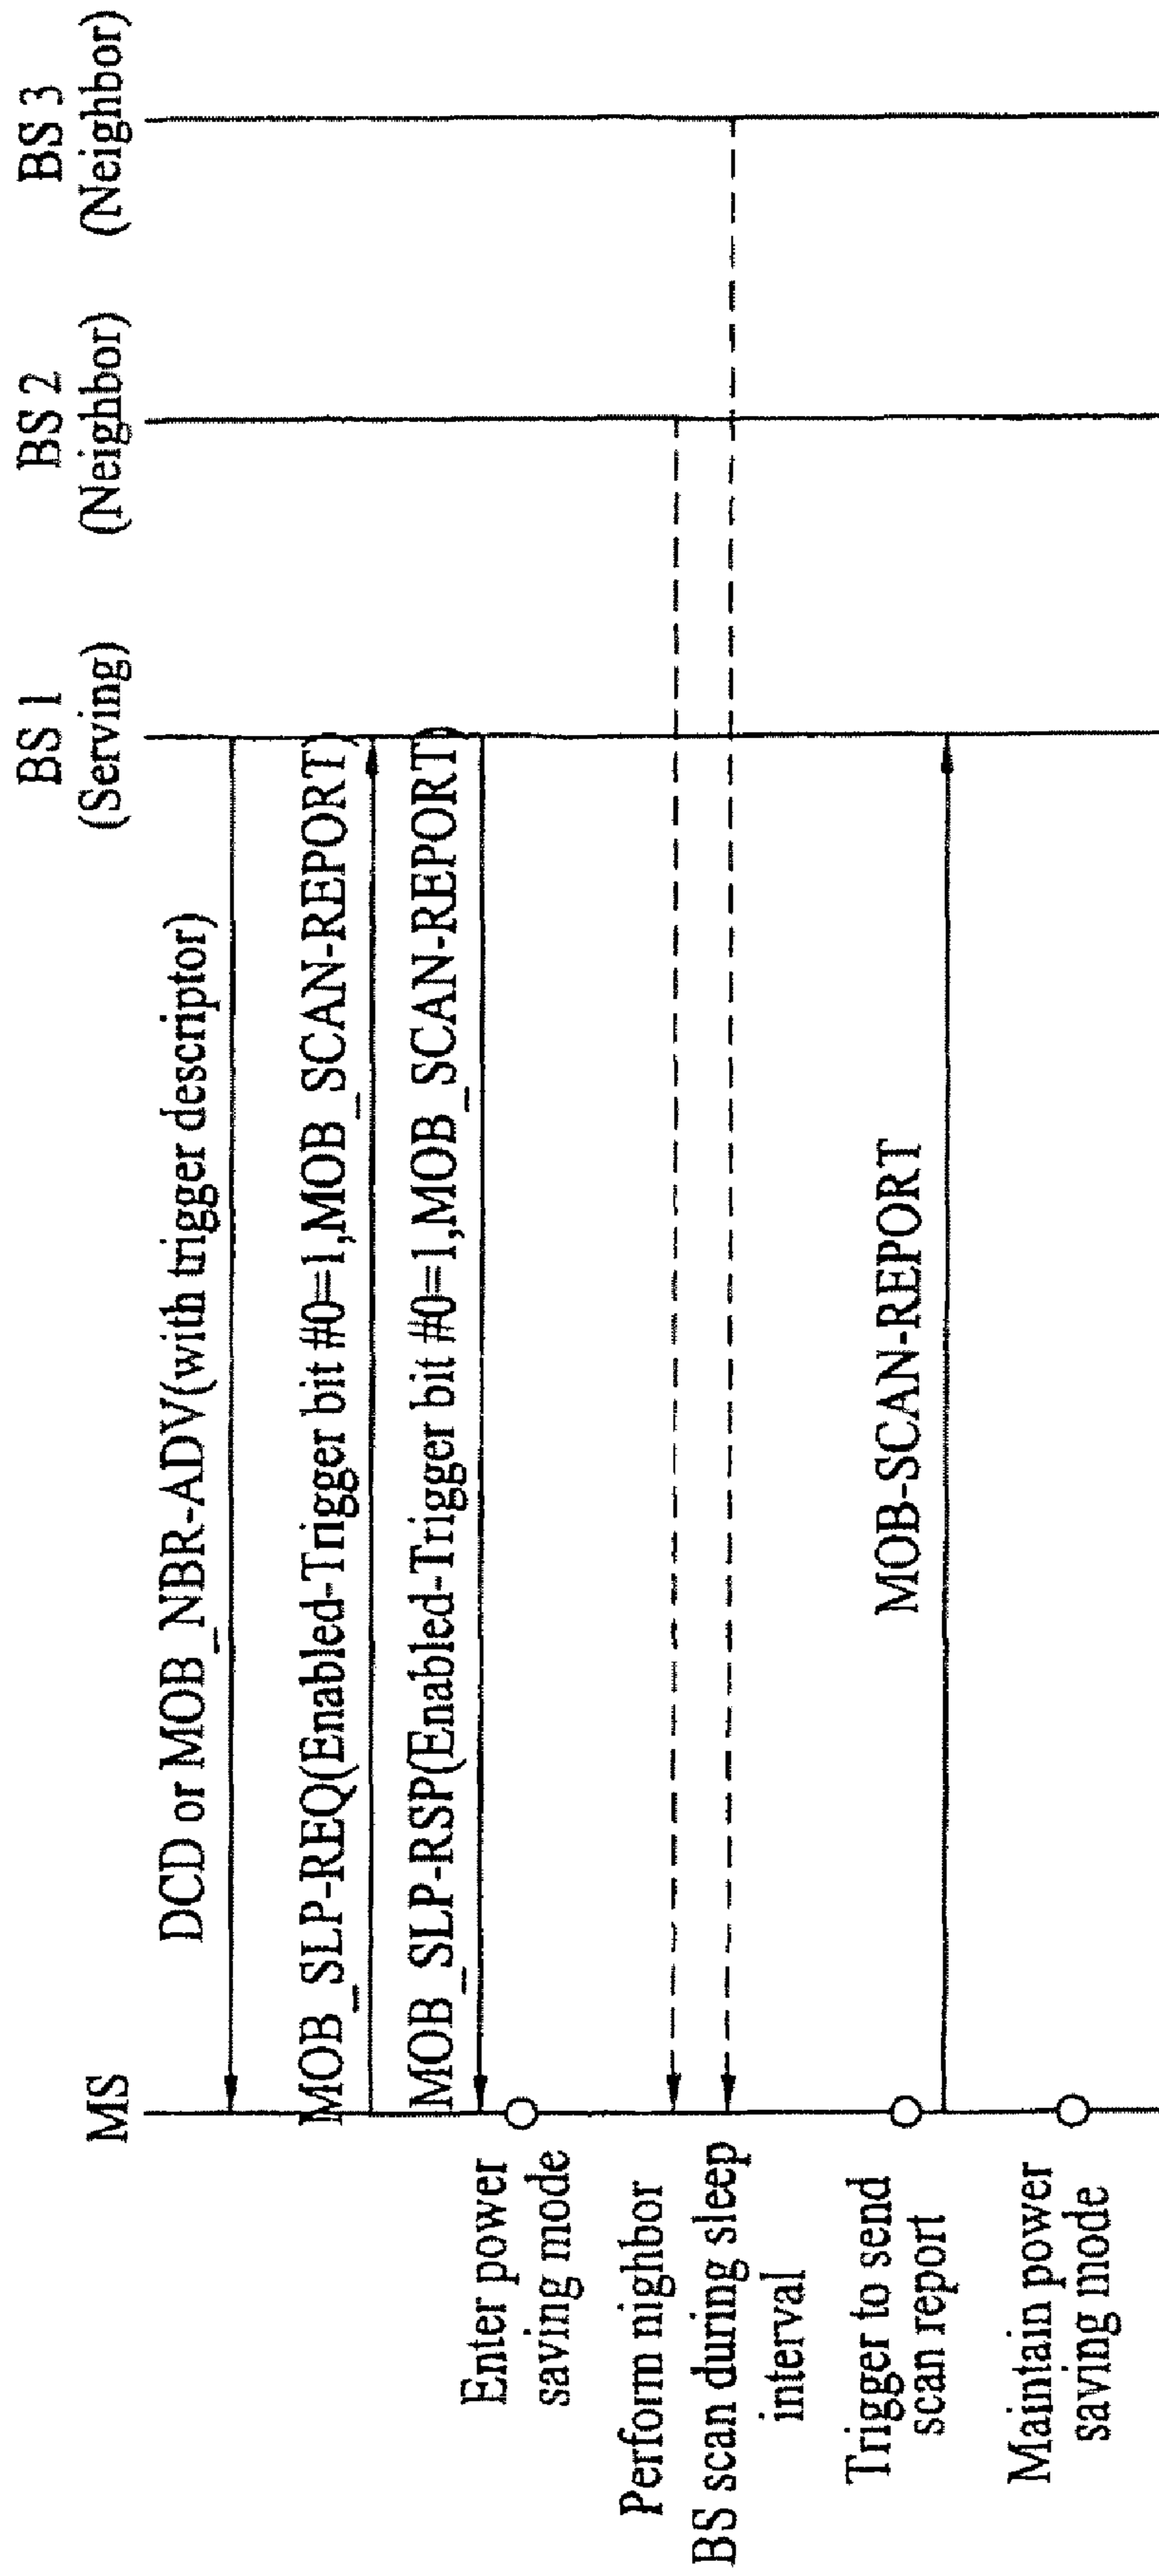 MS
BS 1
(Serving)
BS 2
(Neighbor)
BS 3
(Neighbor)
DCD or MOB_NBR-ADV(with trigger descriptor)
MOB_SLP-REQ(Enabled-Trigger bit #0=1,MOB_SCAN-REPORT)
MOB_SLP-RSP(Enabled-Trigger bit #0=1,MOB_SCAN-REPORT)
Enter power
saving mode
Perform nighbor
BS scan during sleep
interval
Trigger to send
scan report
MOB-SCAN-REPORT
Maintain power
saving mode